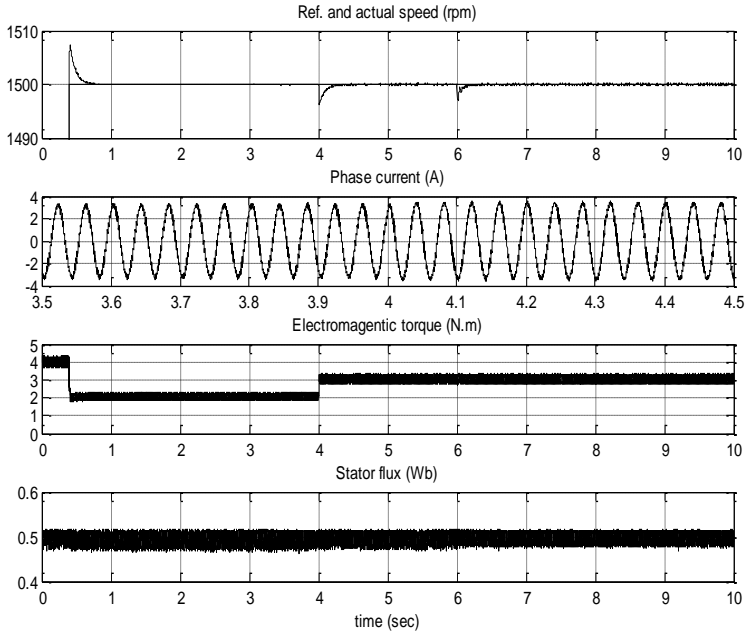 Ref. and actual speed (rpm)
1510
1500
1490
0 1 2 3 4 5 6 7 8 9 10
Phase current (A)
4
2
0
-2
-4
3.5 3.6 3.7 3.8 3.9 4 4.1 4.2 4.3 4.4 4.5
Electromagentic torque (N.m)
5
4
3
2
1
0
0 1 2 3 4 5 6 7 8 9 10
Stator flux (Wb)
0.6
0.5
0.4
0 1 2 3 4 5 6 7 8 9 10
time (sec)